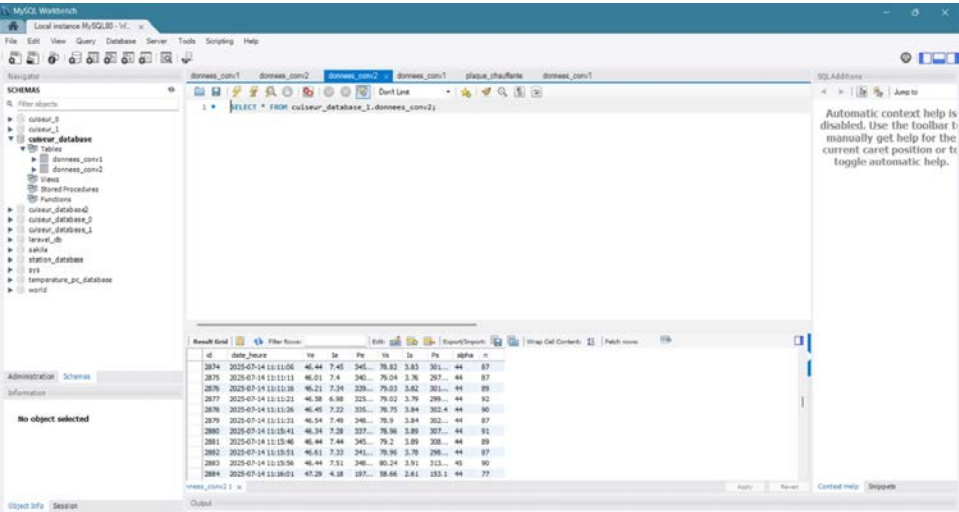 MySQL Workbench
Local instance MySQL80 - W... ×
File Edit View Query Database Server Tools Scripting Help
Navigator
SCHEMAS
Filter objects
cuiseur_0
cuiseur_1
cuiseur_database
Tables
donnees_conv1
donnees_conv2
Views
Stored Procedures
Functions
cuiseur_database2
cuiseur_database_0
cuiseur_database_1
laravel_db
sakila
station_database
sys
temperature_pc_database
world
Administration Schemas
Information
No object selected
Object Info Session
donnees_conv1 donnees_conv2 donnees_conv2 × donnees_conv1 plaque_chauffante donnees_conv1
Don't Limit
1 SELECT * FROM cuiseur_database_1.donnees_conv2;
Result Grid Filter Rows: Edit: Export/Import: Wrap Cell Content: Fetch rows:
id date_heure Ve Ie Pe Vs Is Ps alpha n
2874 2025-07-14 11:11:06 46.44 7.45 345... 78.82 3.83 301... 44 87
2875 2025-07-14 11:11:11 46.01 7.4 340... 79.04 3.76 297... 44 87
2876 2025-07-14 11:11:16 46.21 7.34 339... 79.03 3.82 301... 44 89
2877 2025-07-14 11:11:21 46.58 6.98 325... 79.02 3.79 299... 44 92
2878 2025-07-14 11:11:26 46.45 7.22 335... 78.75 3.84 302.4 44 90
2879 2025-07-14 11:11:31 46.54 7.49 348... 78.9 3.84 302... 44 87
2880 2025-07-14 11:15:41 46.34 7.28 337... 78.96 3.89 307... 44 91
2881 2025-07-14 11:15:46 46.44 7.44 345... 79.2 3.89 308... 44 89
2882 2025-07-14 11:15:51 46.61 7.33 341... 78.96 3.78 298... 44 87
2883 2025-07-14 11:15:56 46.44 7.51 348... 80.24 3.91 313... 45 90
2884 2025-07-14 11:16:01 47.29 4.18 197... 58.66 2.61 153.1 44 77
nnees_conv2 1 ×
Apply Revert
Output
SQLAdditions
Jump to
Automatic context help is
disabled. Use the toolbar to
manually get help for the
current caret position or to
toggle automatic help.
Context Help Snippets